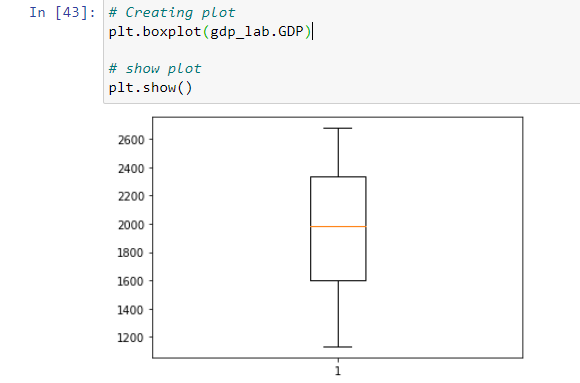 In [43]: # Creating plot
plt.boxplot(gdp_lab.GDP)
# show plot
plt.show()
2600
2400
2200
2000
1800
1600
1400
1200
1